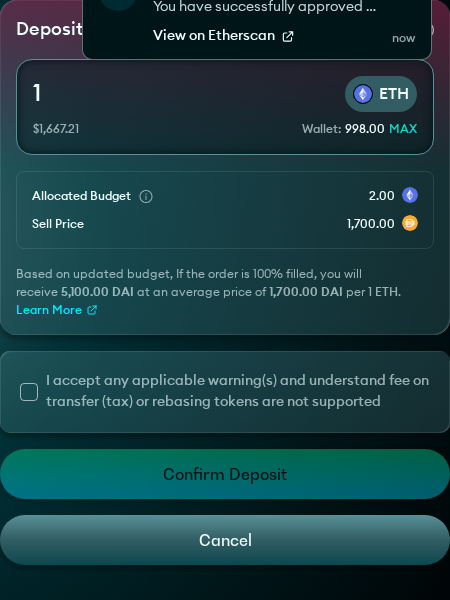 You have successfully approved ...
Deposit
View on Etherscan
now
1
ETH
$1,667.21
Wallet: 998.00 MAX
Allocated Budget
2.00
Sell Price
1,700.00
Based on updated budget, If the order is 100% filled, you will
receive 5,100.00 DAI at an average price of 1,700.00 DAI per 1 ETH.
Learn More
I accept any applicable warning(s) and understand fee on
transfer (tax) or rebasing tokens are not supported
Confirm Deposit
Cancel